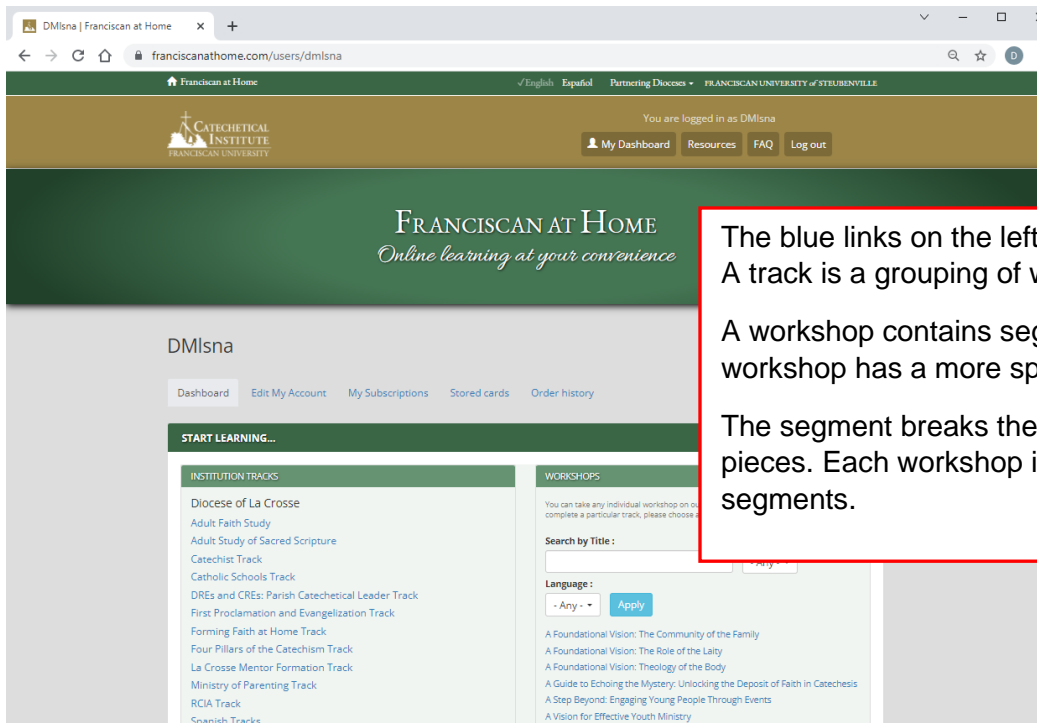 DMIsna | Franciscan at Home
franciscanathome.com/users/dmlsna
D
Franciscan at Home
√English Español Partnering Dioceses FRANCISCAN UNIVERSITY of STEUBENVILLE
CATECHETICAL
INSTITUTE
FRANCISCAN UNIVERSITY
You are logged in as DMIsna
My Dashboard Resources FAQ Log out
FRANCISCAN AT HOME
Online learning at your convenience
The blue links on the left
A track is a grouping of
A workshop contains
workshop has a more
The segment breaks the
pieces. Each workshop
segments.
DMIsna
Dashboard Edit My Account My Subscriptions Stored cards Order history
START LEARNING...
INSTITUTION TRACKS
Diocese of La Crosse
Adult Faith Study
Adult Study of Sacred Scripture
Catechist Track
Catholic Schools Track
DREs and CREs: Parish Catechetical Leader Track
First Proclamation and Evangelization Track
Forming Faith at Home Track
Four Pillars of the Catechism Track
La Crosse Mentor Formation Track
Ministry of Parenting Track
RCIA Track
Spanish Tracks
WORKSHOPS
You can take any individual workshop on
complete a particular track, please choose
Search by Title :
- Any -
Language :
- Any - Apply
A Foundational Vision: The Community of the Family
A Foundational Vision: The Role of the Laity
A Foundational Vision: Theology of the Body
A Guide to Echoing the Mystery: Unlocking the Deposit of Faith in Catechesis
A Step Beyond: Engaging Young People Through Events
A Vision for Effective Youth Ministry